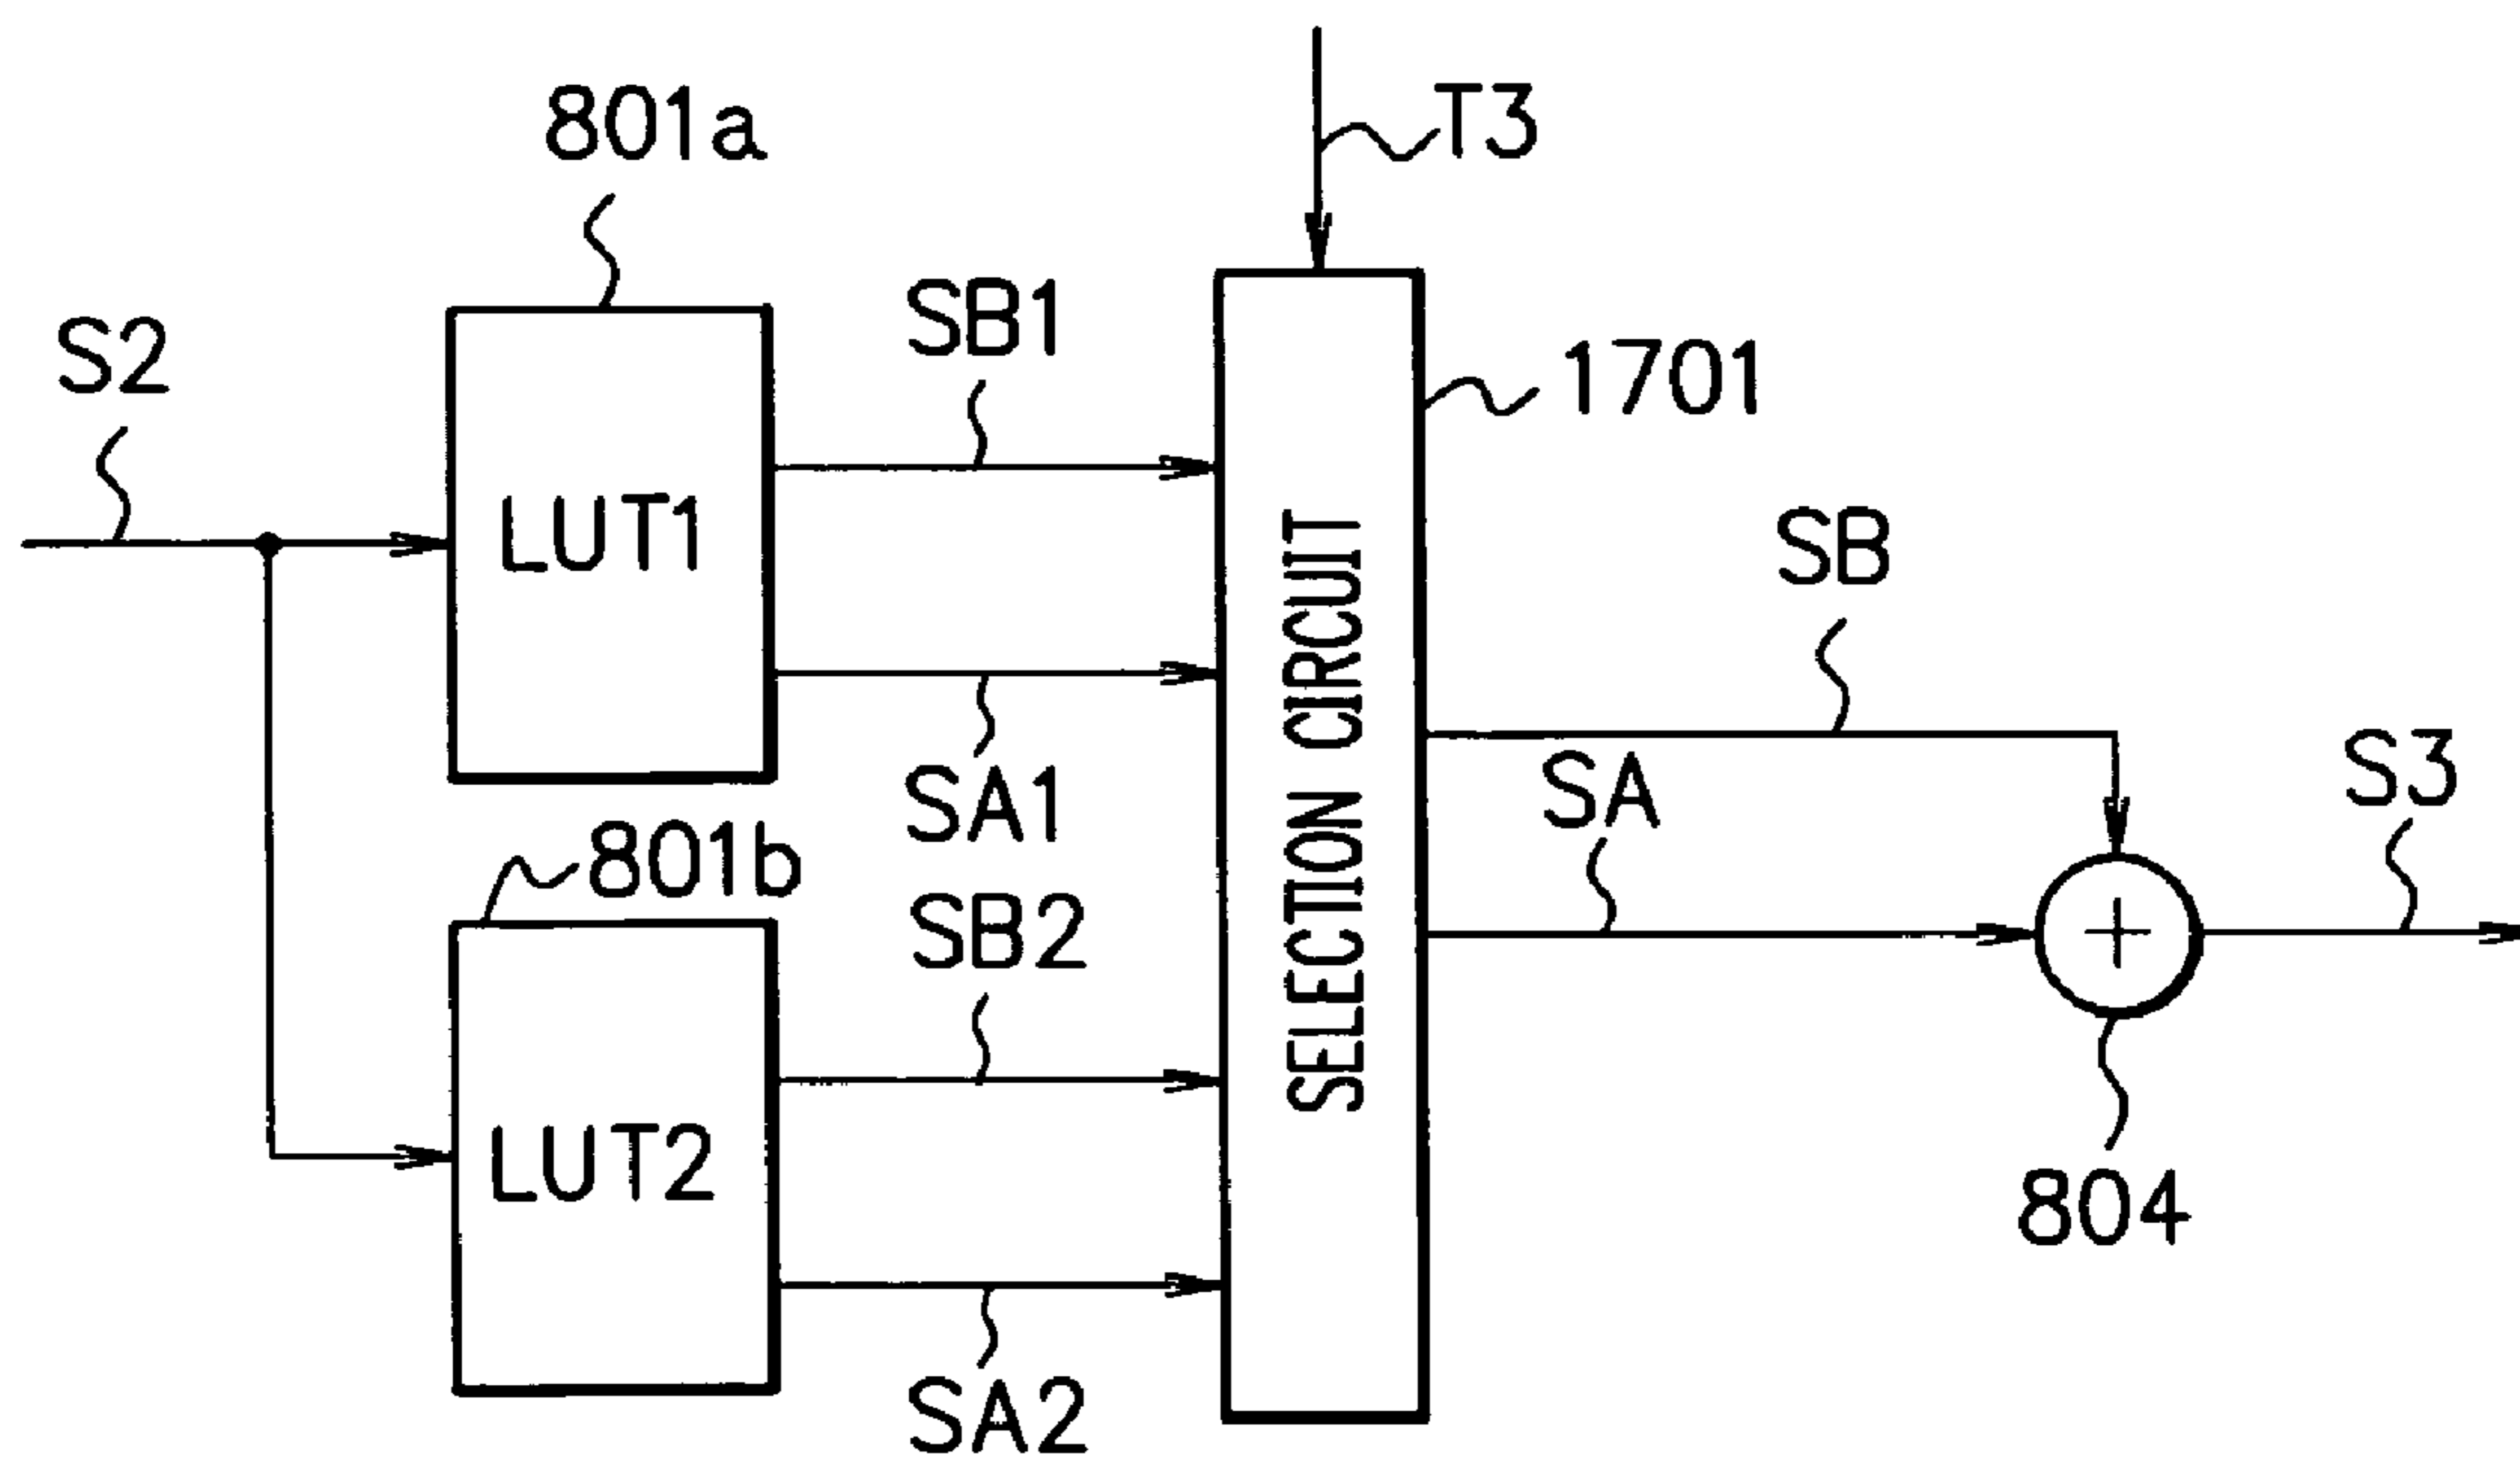 801a
T3
S2
SB1
1701
LUT1
SB
SELECTION CIRCUIT
SA1
SA
S3
801b
SB2
LUT2
804
SA2